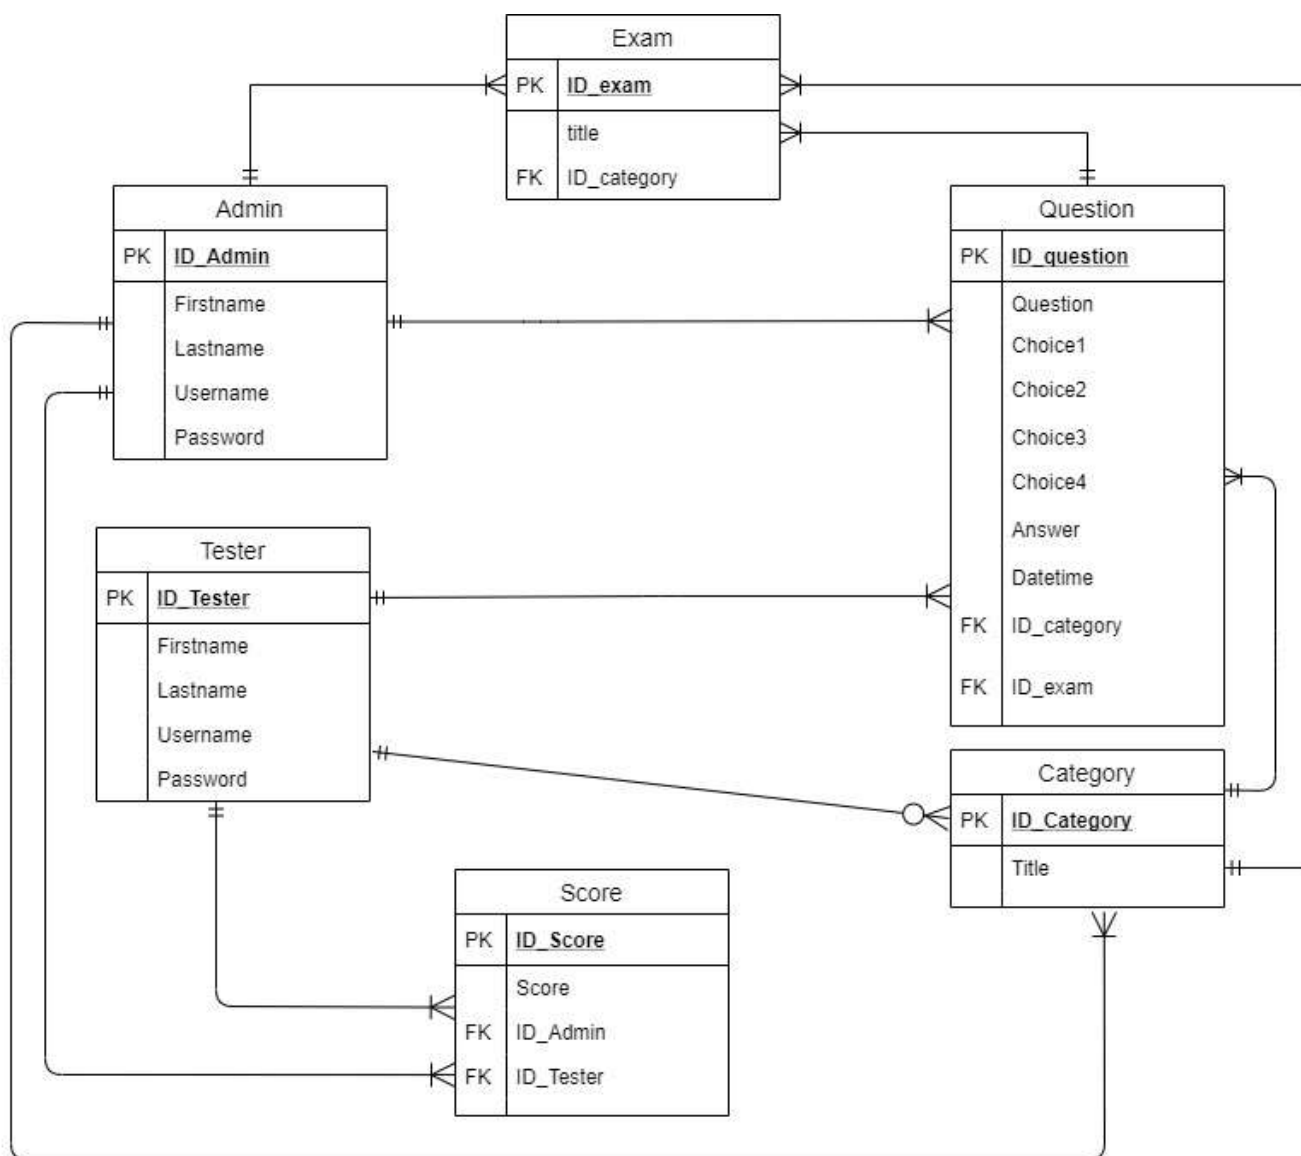 Exam
PK ID_exam
title
FK ID_category
Admin
PK ID_Admin
Firstname
Lastname
Username
Password
Question
PK ID_question
Question
Choice1
Choice2
Choice3
Choice4
Answer
Datetime
FK ID_category
FK ID_exam
Tester
PK ID_Tester
Firstname
Lastname
Username
Password
Category
PK ID_Category
Title
Score
PK ID_Score
Score
FK ID_Admin
FK ID_Tester